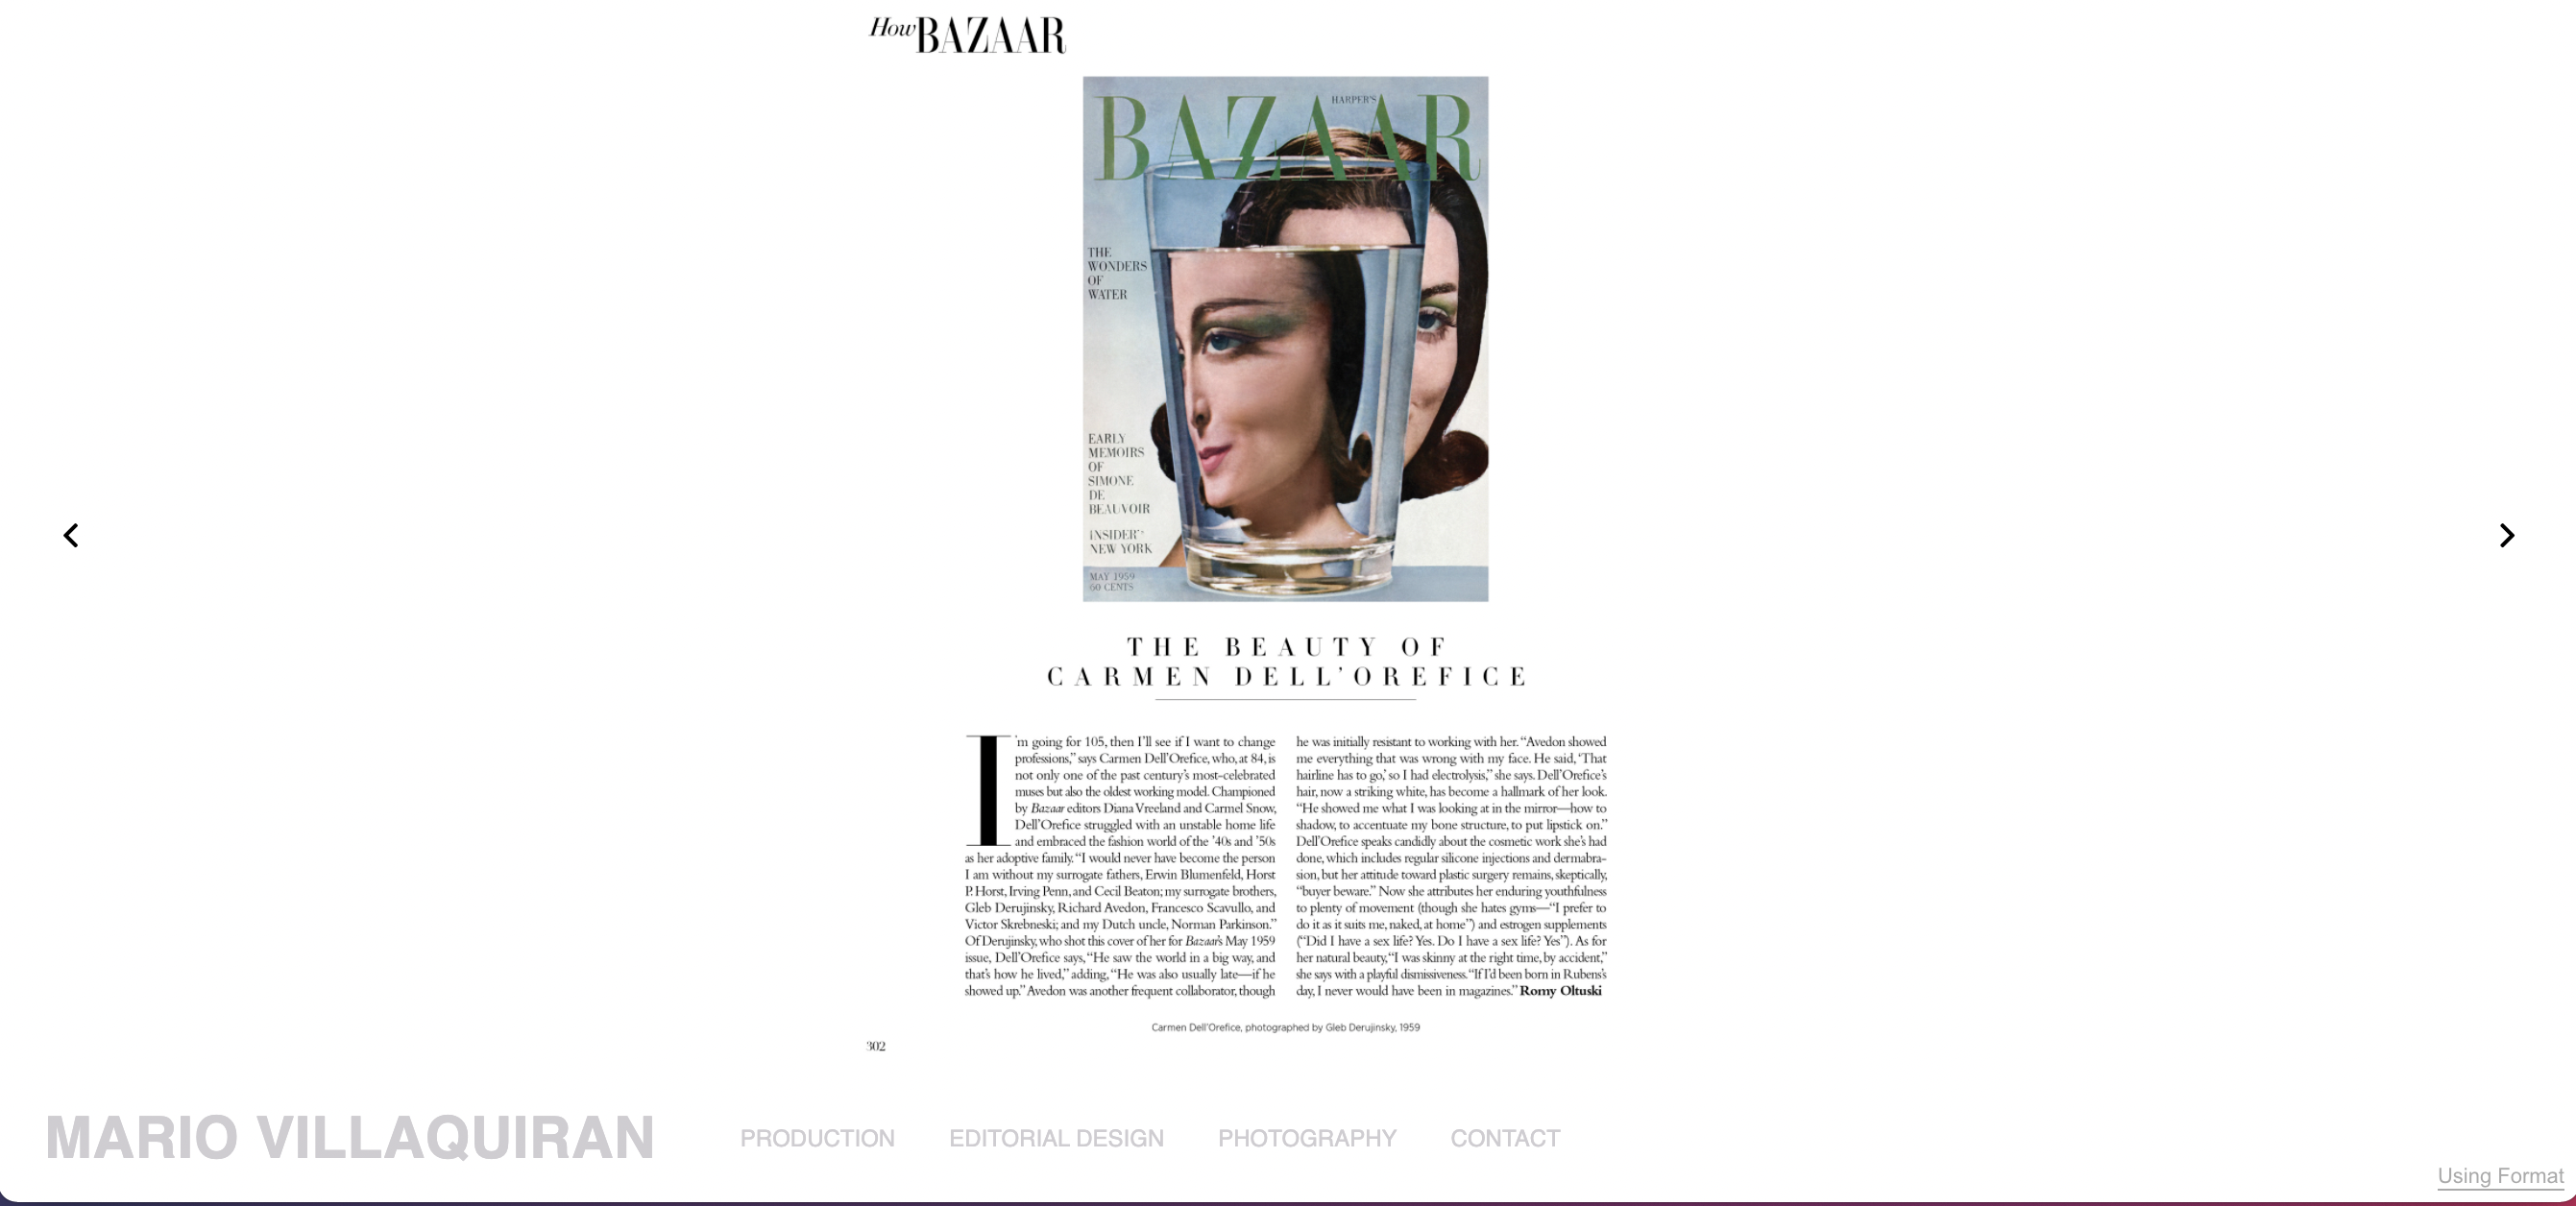 How BAZAAR
HARPER'S
BAZAAR
THE
WONDERS
OF
WATER
EARLY
MEMOIRS
OF
SIMONE
DE
BEAUVOIR
NEW YORK
MAY 1959
60 CENTS
THE BEAUTY OF
CARMEN DELL'OREFICE
I'm going for 105, then I'll see if I want to change
professions,” says Carmen Dell'Orefice, who, at 84, is
not only one of the past century's most-celebrated
muses but also the oldest working model. Championed
by Bazaar editors Diana Vreeland and Carmel Snow,
Dell'Orefice struggled with an unstable home life
and embraced the fashion world of the '40s and '50s
as her adoptive family. “I would never have become the person
I am without my surrogate fathers, Erwin Blumenfeld, Horst
P. Horst, Irving Penn, and Cecil Beaton; my surrogate brothers,
Gleb Derujinsky, Richard Avedon, Francesco Scavullo, and
Victor Skrebneski; and my Dutch uncle, Norman Parkinson.”
Of Derujinsky, who shot this cover of her for Bazaar's May 1959
issue, Dell'Orefice says, “He saw the world in a big way, and
that's how he lived,” adding, “He was also usually late—if he
showed up.” Avedon was another frequent collaborator, though
he was initially resistant to working with her. “Avedon showed
me everything that was wrong with my face. He said, ‘That
hairline has to go,’ so I had electrolysis,” she says. Dell'Orefice's
hair, now a striking white, has become a hallmark of her look.
“He showed me what I was looking at in the mirror—how to
shadow, to accentuate my bone structure, to put lipstick on.”
Dell'Orefice speaks candidly about the cosmetic work she's had
done, which includes regular silicone injections and dermabra-
sion, but her attitude toward plastic surgery remains, skeptically,
“buyer beware.” Now she attributes her enduring youthfulness
to plenty of movement (though she hates gyms—“I prefer to
do it as it suits me, naked, at home”) and estrogen supplements
(“Did I have a sex life? Yes. Do I have a sex life? Yes”). As for
her natural beauty, “I was skinny at the right time, by accident,”
she says with a playful dismissiveness. “If I'd been born in Rubens's
day, I never would have been in magazines.” Romy Oltuski
Carmen Dell'Orefice, photographed by Gleb Derujinsky, 1959
302
MARIO VILLAQUIRAN
PRODUCTION
EDITORIAL DESIGN
PHOTOGRAPHY
CONTACT
Using Format